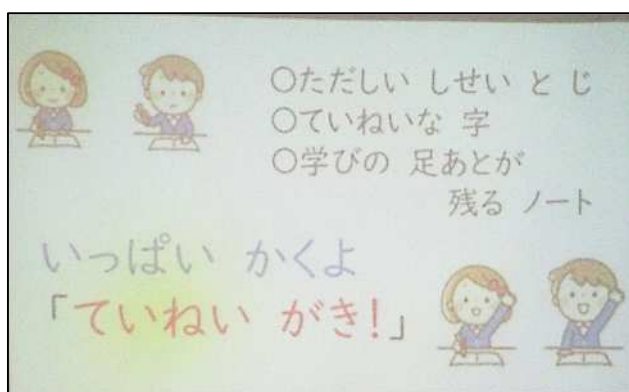 ○ただしい しせい と じ
○ていねいな 字
○学びの 足あとが
残る ノート
いっぱい かくよ
「ていねい がき!」